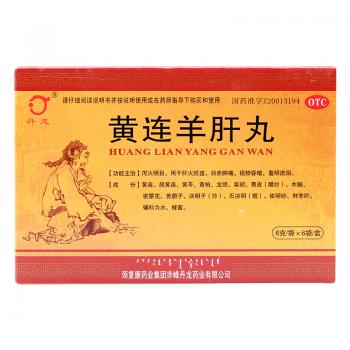 丹龙
请仔细阅读说明书并按说明使用或在药师指导下购买和使用
国药准字Z20013194
OTC
黄连羊肝丸
HUANG LIAN YANG GAN WAN
[功能主治] 泻火明目。用于肝火旺盛，目赤肿痛，视物昏暗，羞明流泪。
[成 份] 黄连、胡黄连、黄芩、黄柏、龙胆、柴胡、青皮（醋炒）、木贼、
密蒙花、茺蔚子、决明子（炒）、石决明（煅）、夜明砂、鲜羊肝。
辅料为水、蜂蜜。
6克/袋×6袋/盒
颈复康药业集团赤峰丹龙药业有限公司